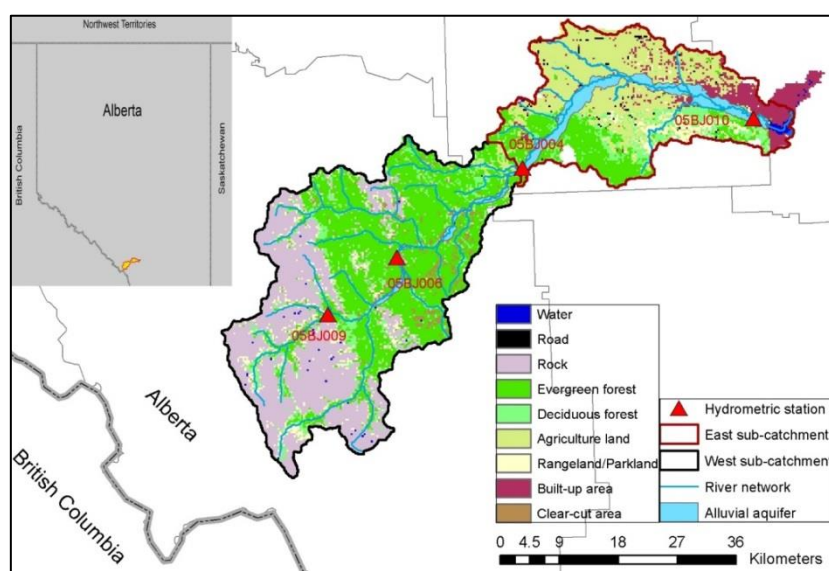 Northwest Territories
British Columbia
Alberta
Saskatchewan
05BJ004
05BJ010
05BJ006
05BJ009
Alberta
British Columbia
Water
Road
Rock
Evergreen forest
Deciduous forest
Agriculture land
Rangeland/Parkland
Built-up area
Clear-cut area
Hydrometric station
East sub-catchment
West sub-catchment
River network
Alluvial aquifer
0 4.5 9 18 27 36
Kilometers